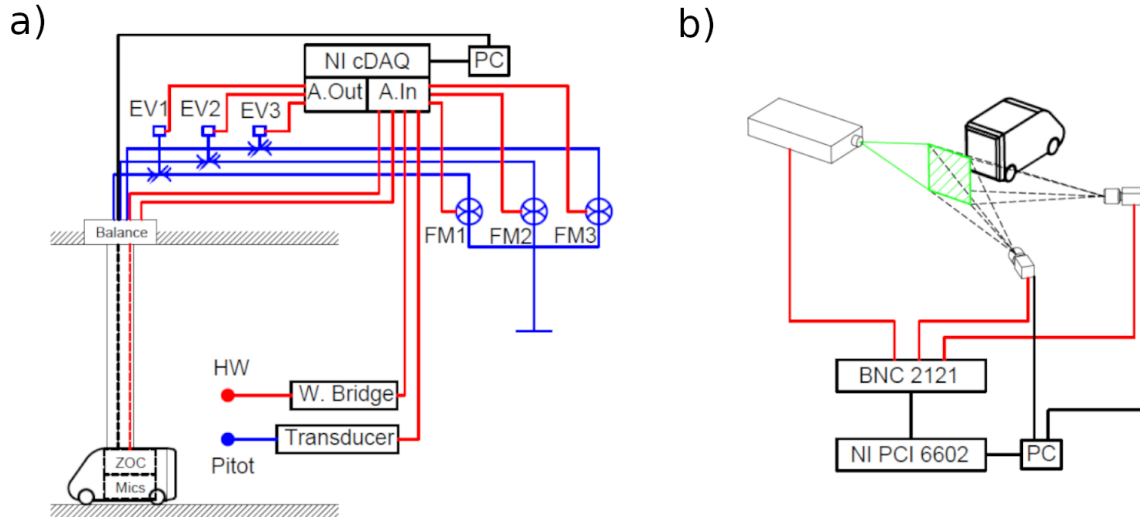 a)
NI cDAQ
PC
A.Out
A.In
EV1
EV2
EV3
Balance
FM1
FM2
FM3
HW
W. Bridge
Transducer
Pitot
ZOC
Mics
b)
BNC 2121
NI PCI 6602
PC